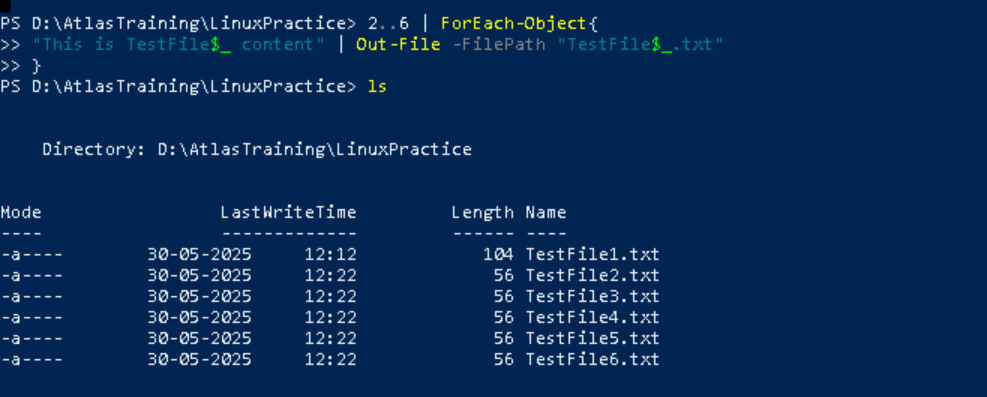 PS D:\AtlasTraining\LinuxPractice> 2..6 | ForEach-Object{
>> "This is TestFile$_ content" | Out-File -FilePath "TestFile$_.txt"
>> }
PS D:\AtlasTraining\LinuxPractice> ls
Directory: D:\AtlasTraining\LinuxPractice
Mode LastWriteTime Length Name
---- ------------- ------ ----
-a---- 30-05-2025 12:12 104 TestFile1.txt
-a---- 30-05-2025 12:22 56 TestFile2.txt
-a---- 30-05-2025 12:22 56 TestFile3.txt
-a---- 30-05-2025 12:22 56 TestFile4.txt
-a---- 30-05-2025 12:22 56 TestFile5.txt
-a---- 30-05-2025 12:22 56 TestFile6.txt